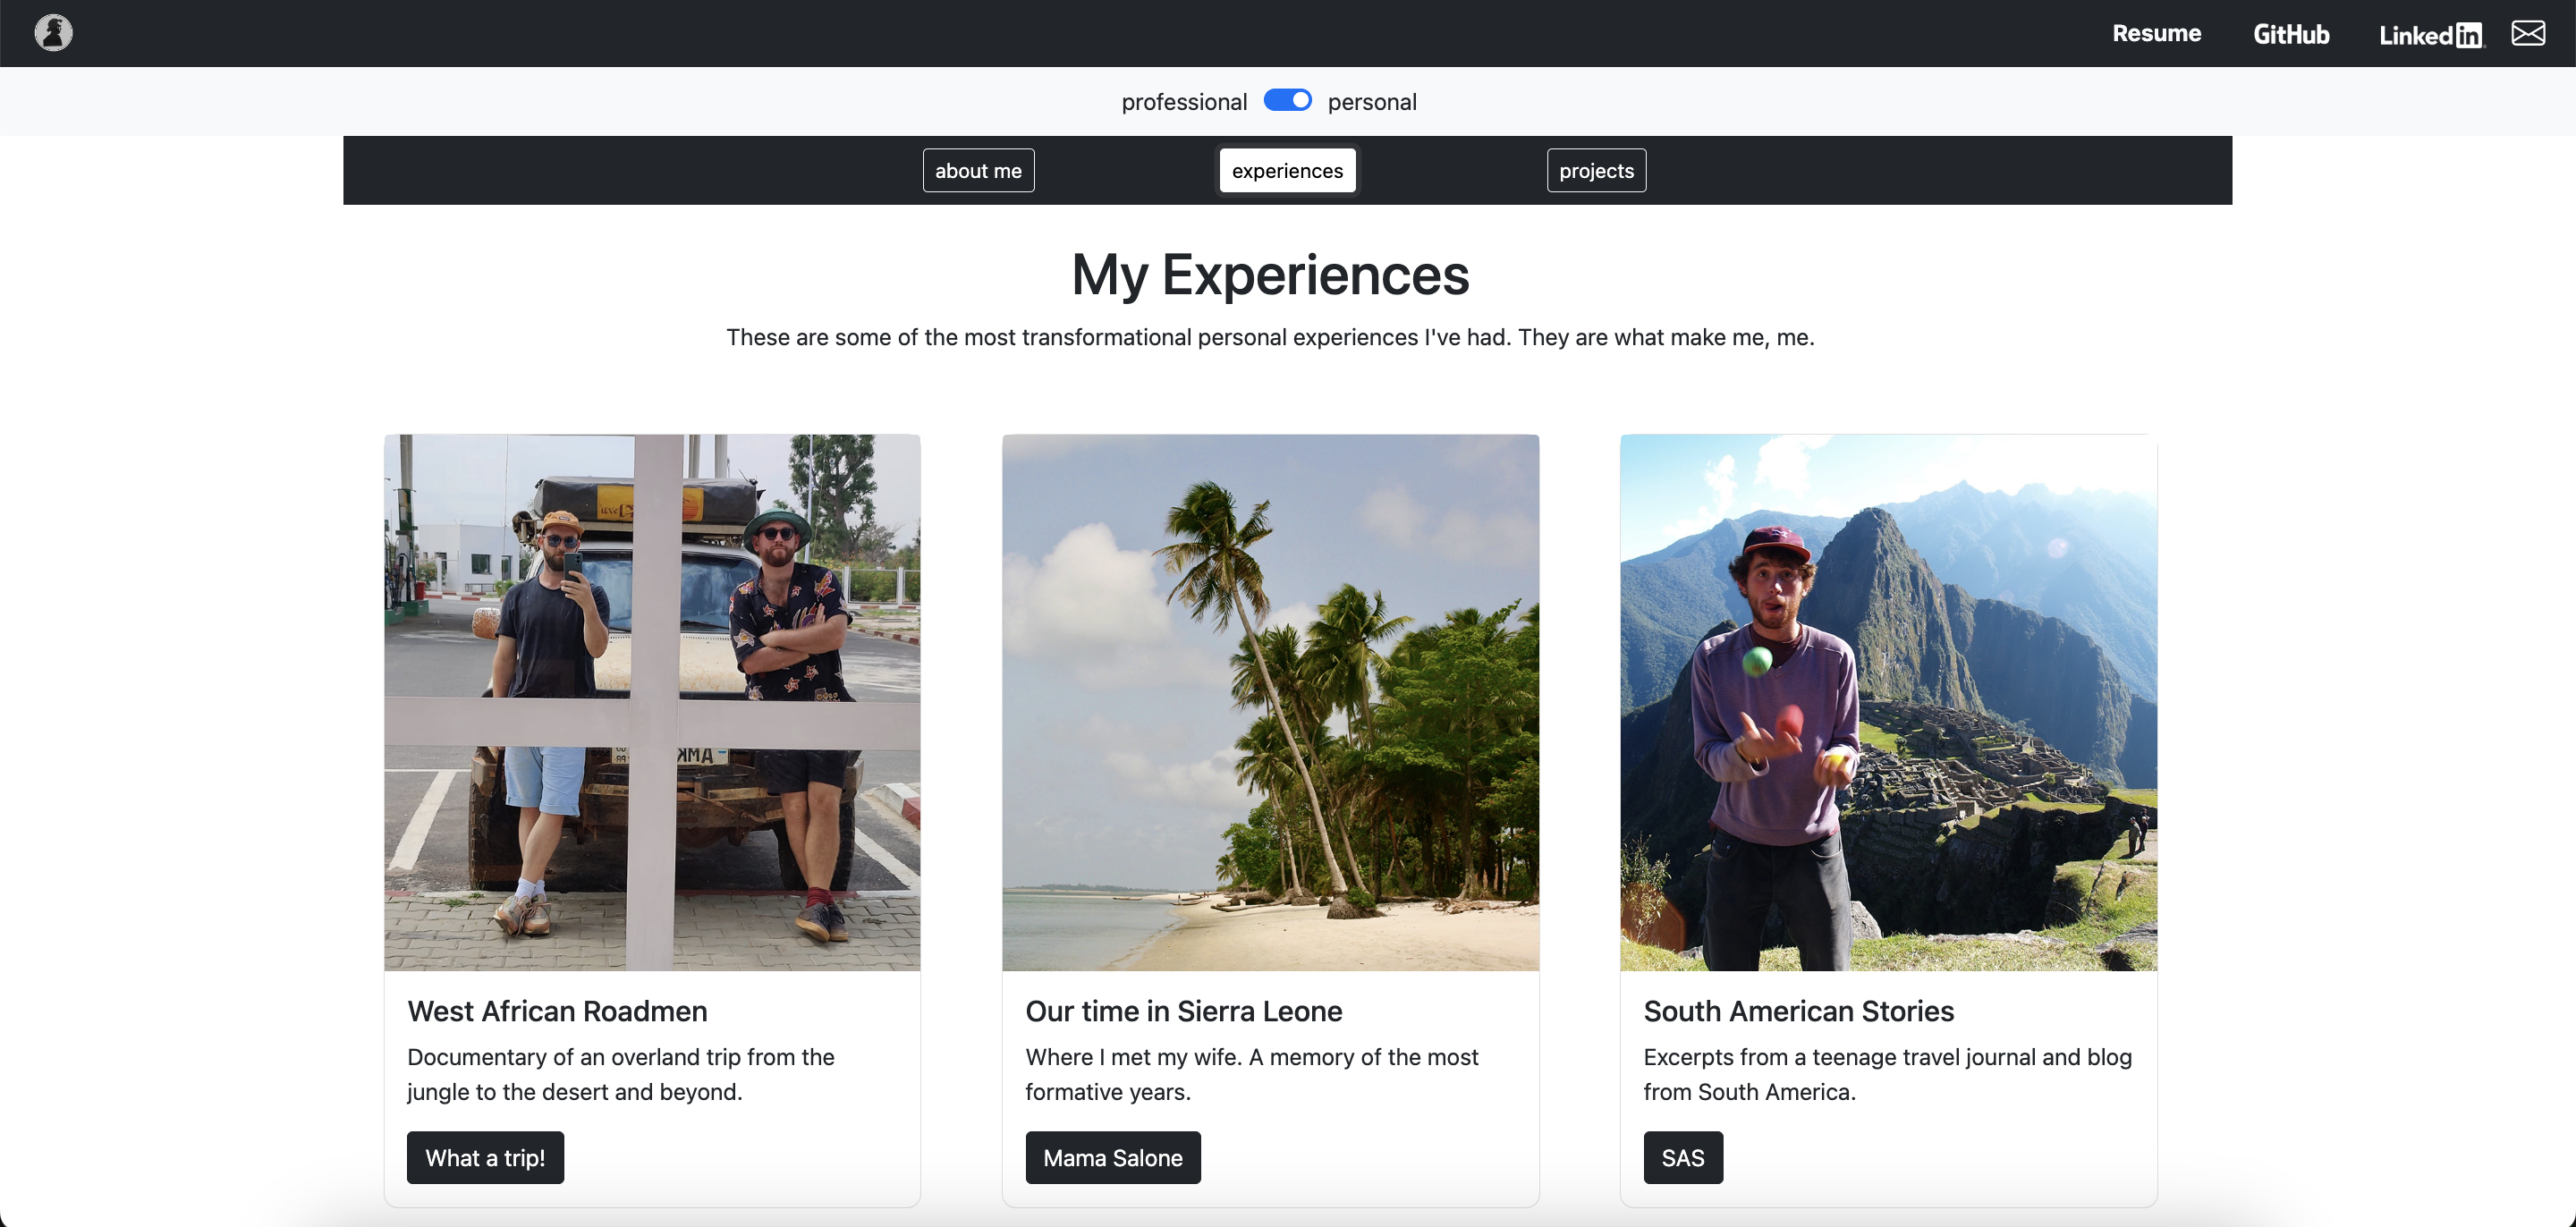 Resume GitHub Linkedin
professional personal
about me experiences projects
My Experiences
These are some of the most transformational personal experiences I've had. They are what make me, me.
West African Roadmen
Documentary of an overland trip from the
jungle to the desert and beyond.
What a trip!
Our time in Sierra Leone
Where I met my wife. A memory of the most
formative years.
Mama Salone
South American Stories
Excerpts from a teenage travel journal and blog
from South America.
SAS